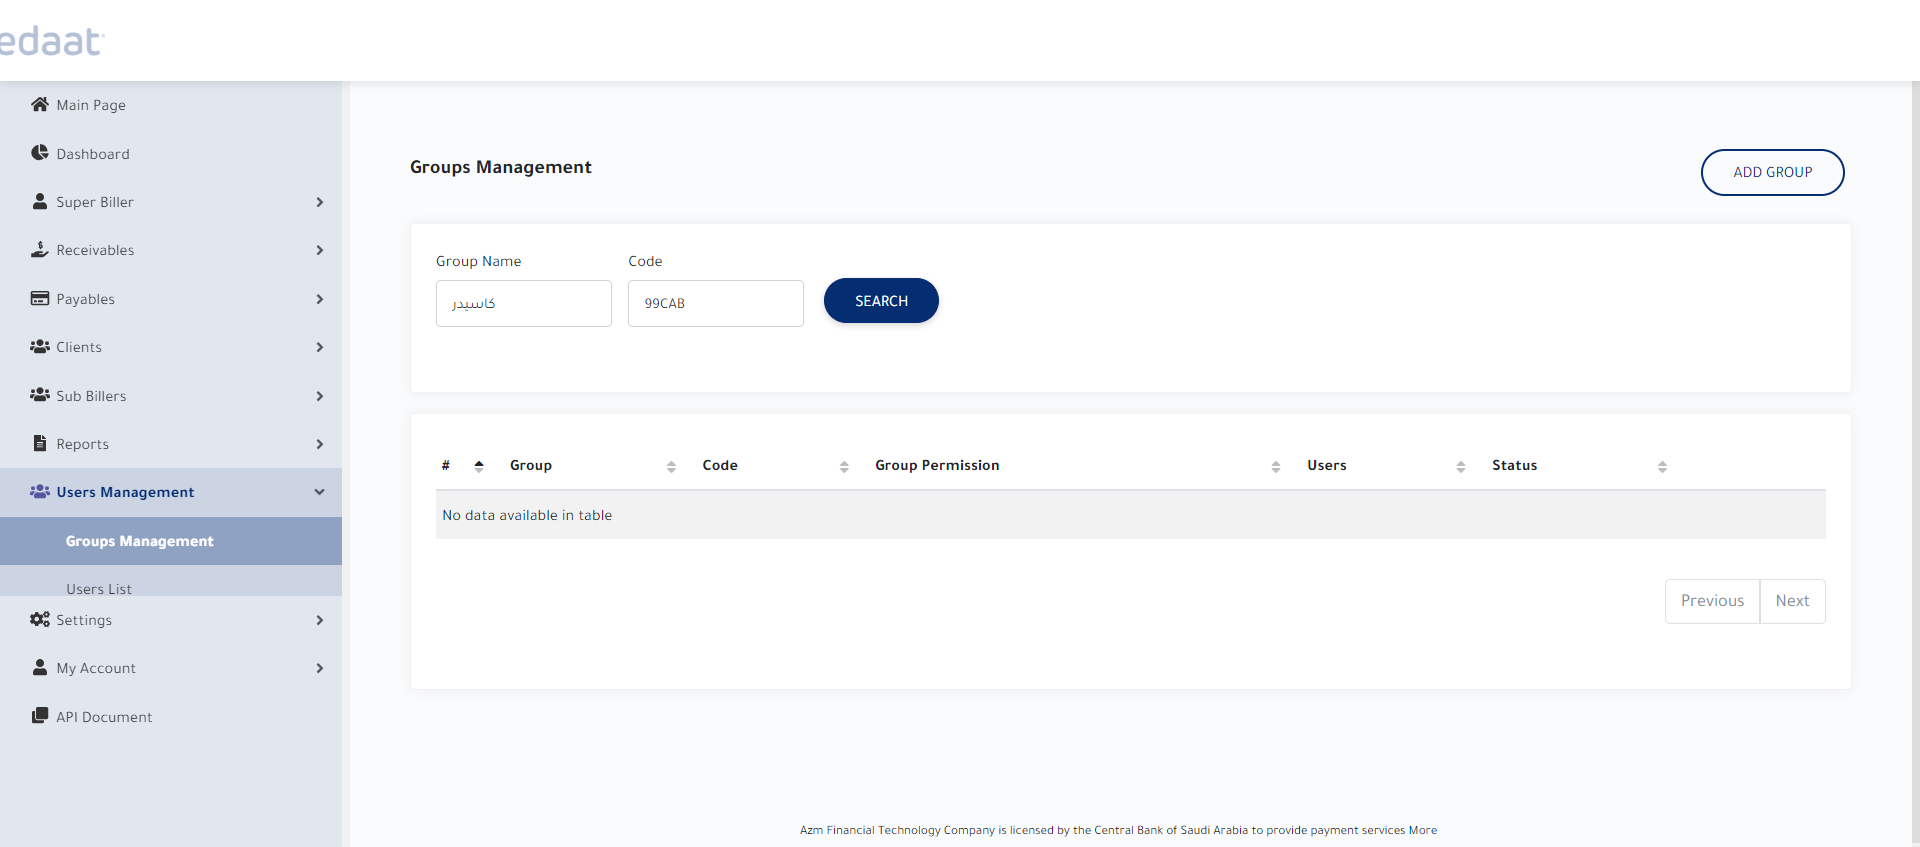 edaat
Main Page
Dashboard
Super Biller
Receivables
Payables
Clients
Sub Billers
Reports
Users Management
Groups Management
Users List
Settings
My Account
API Document
Groups Management
ADD GROUP
Group Name
Code
كاسيدر
99CAB
SEARCH
# Group Code Group Permission Users Status
No data available in table
Previous Next
Azm Financial Technology Company is licensed by the Central Bank of Saudi Arabia to provide payment services More